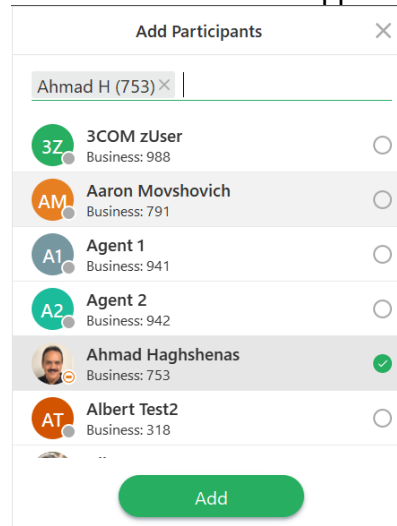 Add Participants
Ahmad H (753)
3Z
3COM zUser
Business: 988
AM
Aaron Movshovich
Business: 791
A1
Agent 1
Business: 941
A2
Agent 2
Business: 942
Ahmad Haghshenas
Business: 753
AT
Albert Test2
Business: 318
Add